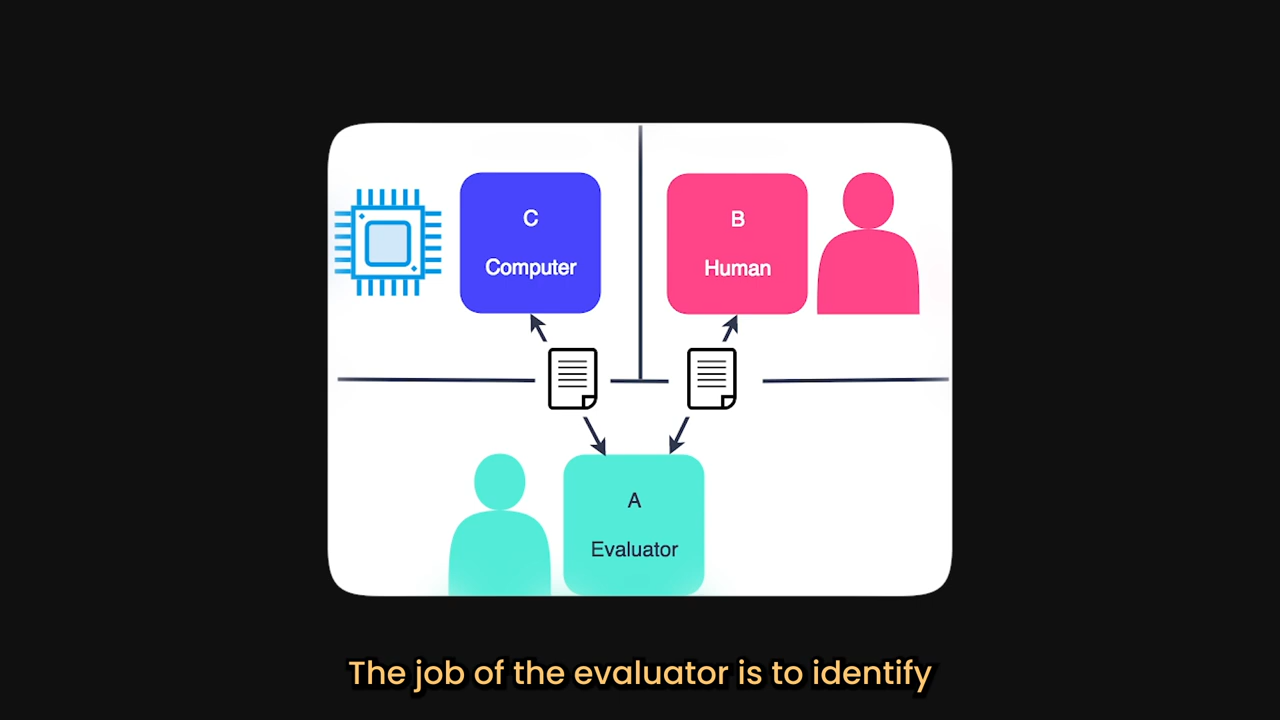 C
Computer
B
Human
A
Evaluator
The job of the evaluator is to identify